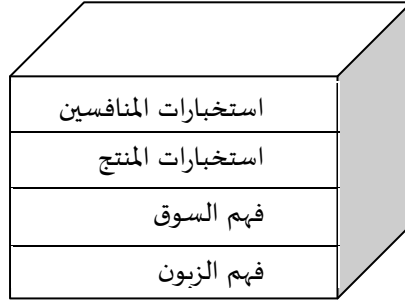 استخبارات المنافسين
استخبارات المنتج
فهم السوق
فهم الزبون